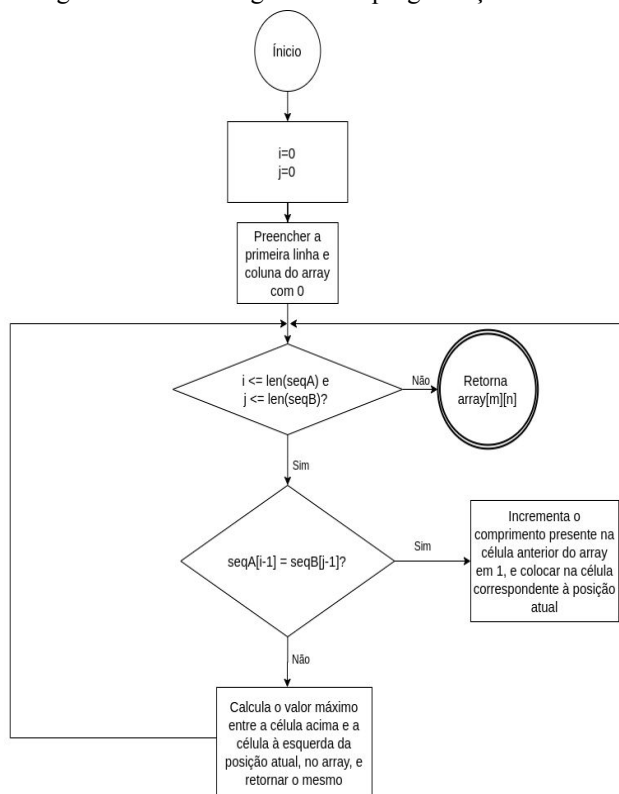 Ínicio
i=0
j=0
Preencher a
primeira linha e
coluna do array
com 0
i <= len(seqA) e
j <= len(seqB)?
Não
Retorna
array[m][n]
Sim
seqA[i-1] = seqB[j-1]?
Sim
Incrementa o
comprimento presente na
célula anterior do array
em 1, e colocar na célula
correspondente à posição
atual
Não
Calcula o valor máximo
entre a célula acima e a
célula à esquerda da
posição atual, no array, e
retornar o mesmo